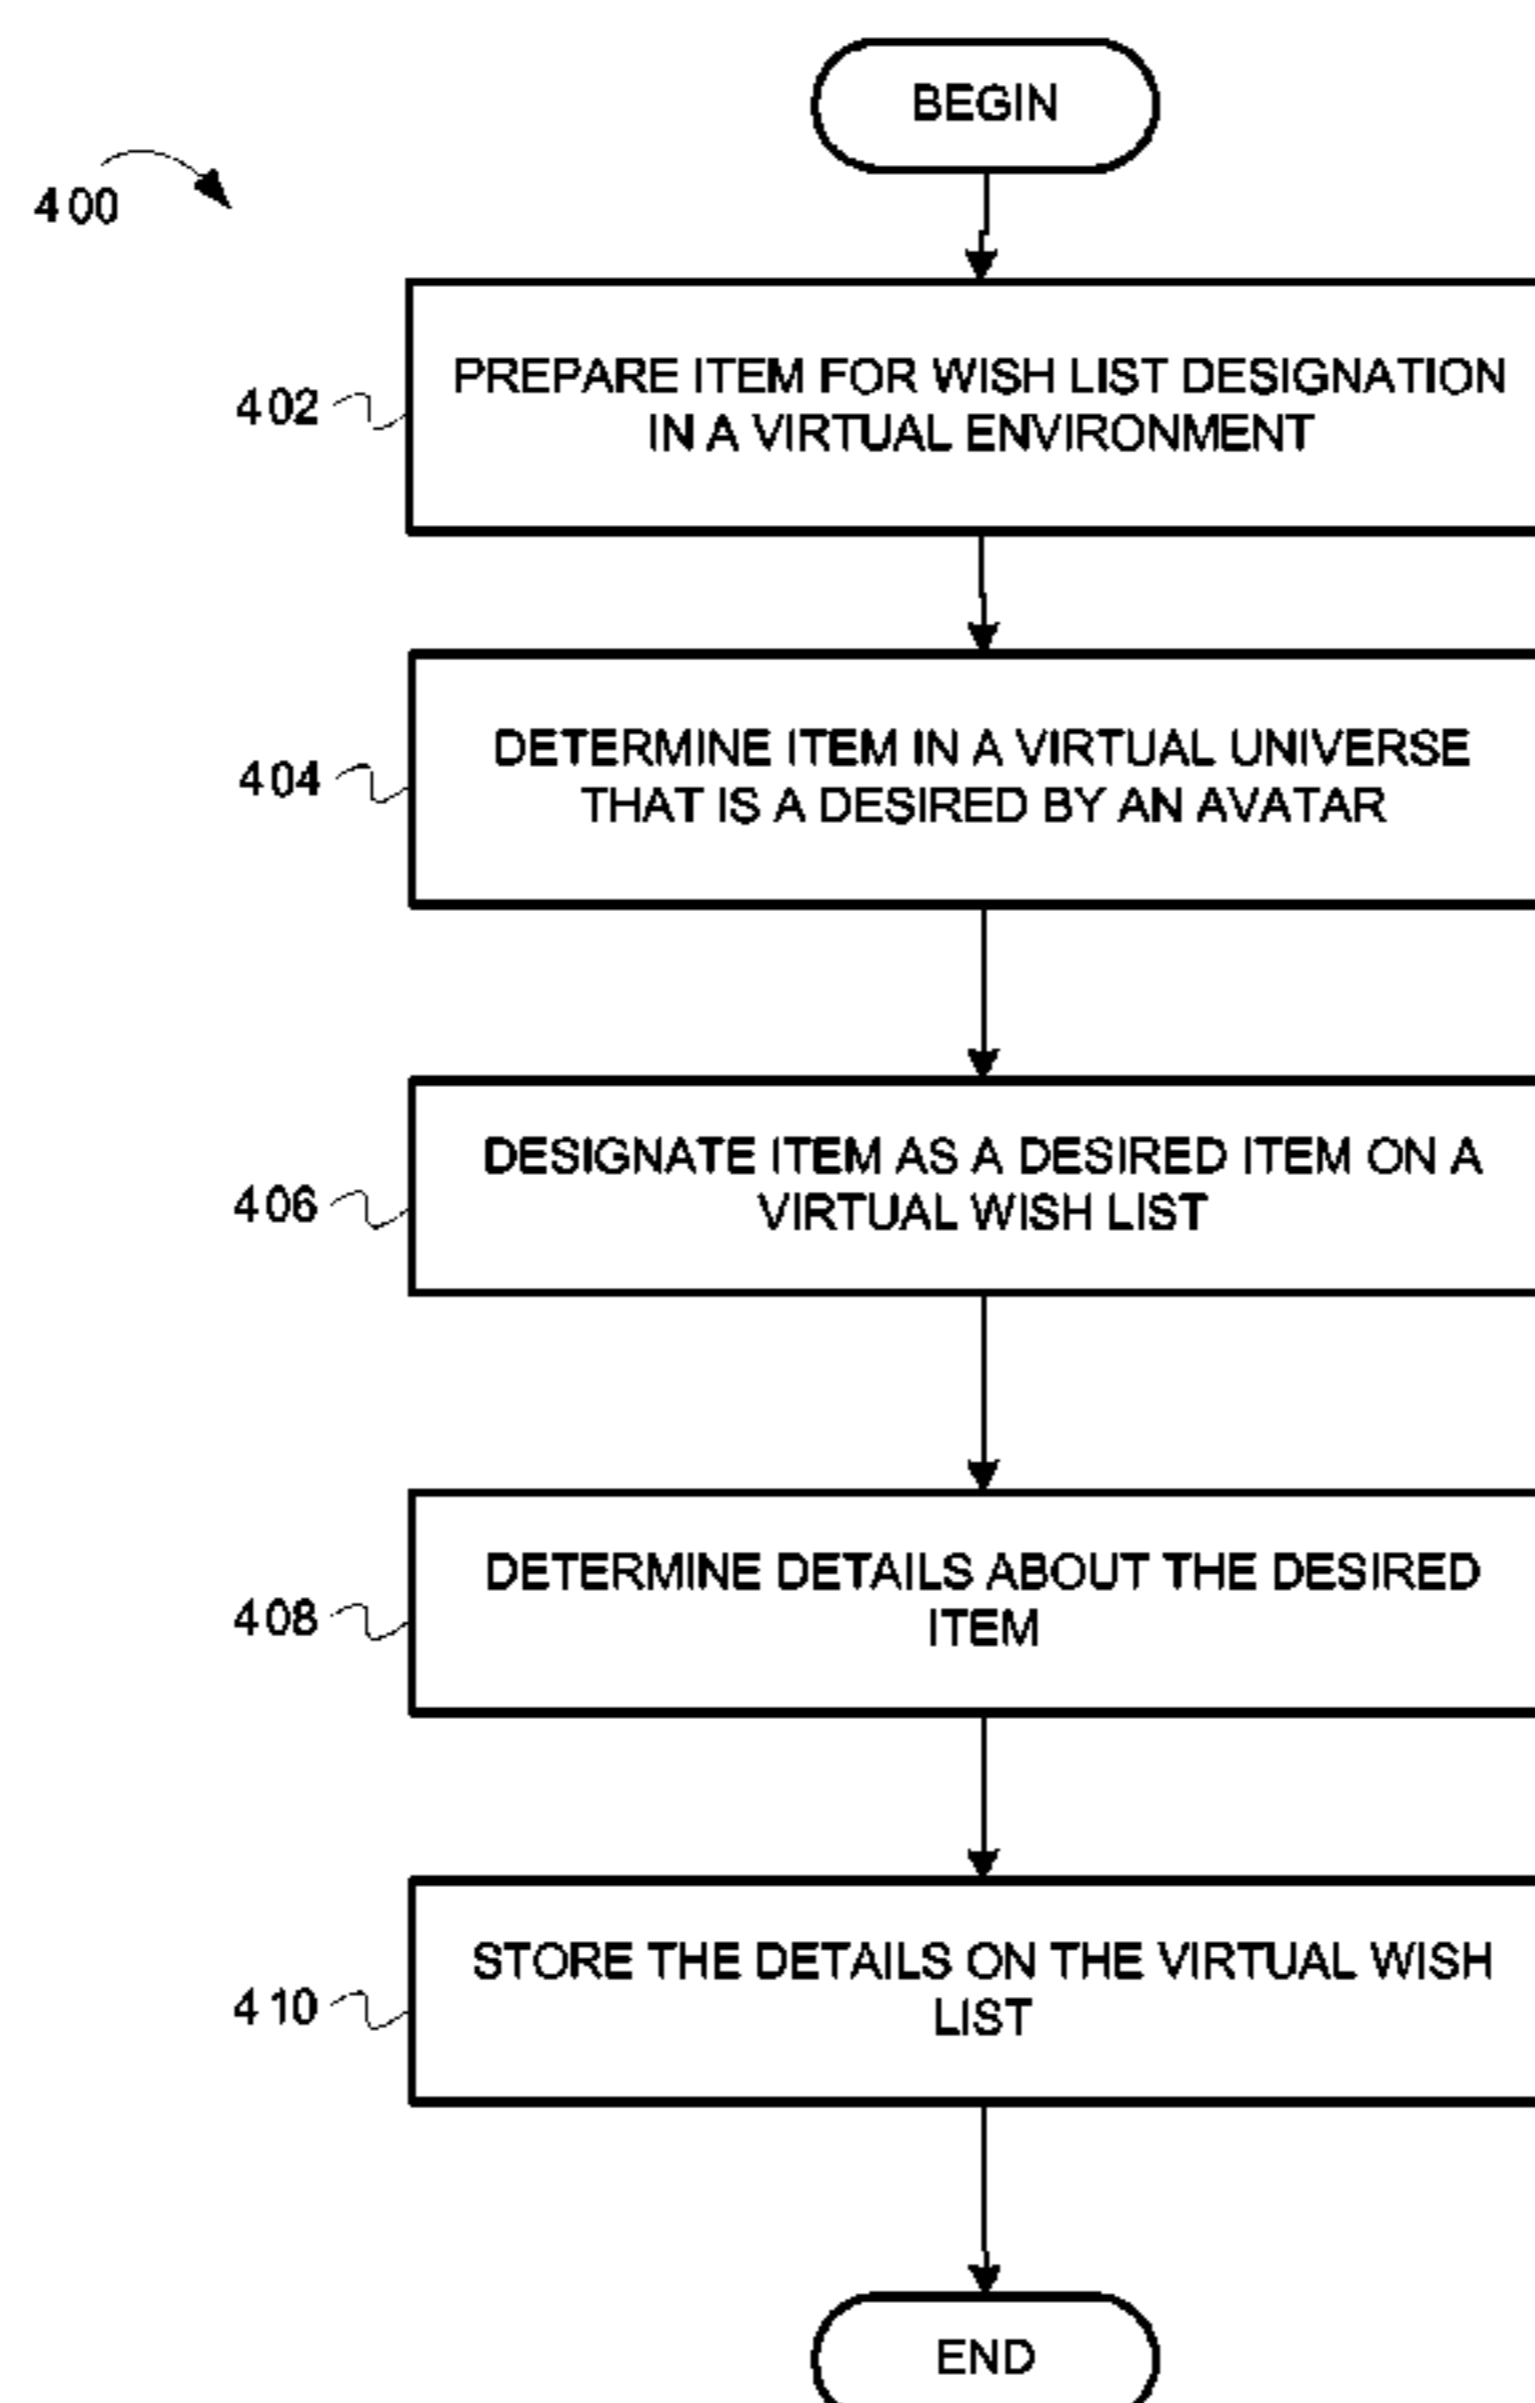 BEGIN
400
402
PREPARE ITEM FOR WISH LIST DESIGNATION
IN A VIRTUAL ENVIRONMENT
404
DETERMINE ITEM IN A VIRTUAL UNIVERSE
THAT IS A DESIRED BY AN AVATAR
406
DESIGNATE ITEM AS A DESIRED ITEM ON A
VIRTUAL WISH LIST
408
DETERMINE DETAILS ABOUT THE DESIRED
ITEM
410
STORE THE DETAILS ON THE VIRTUAL WISH
LIST
END